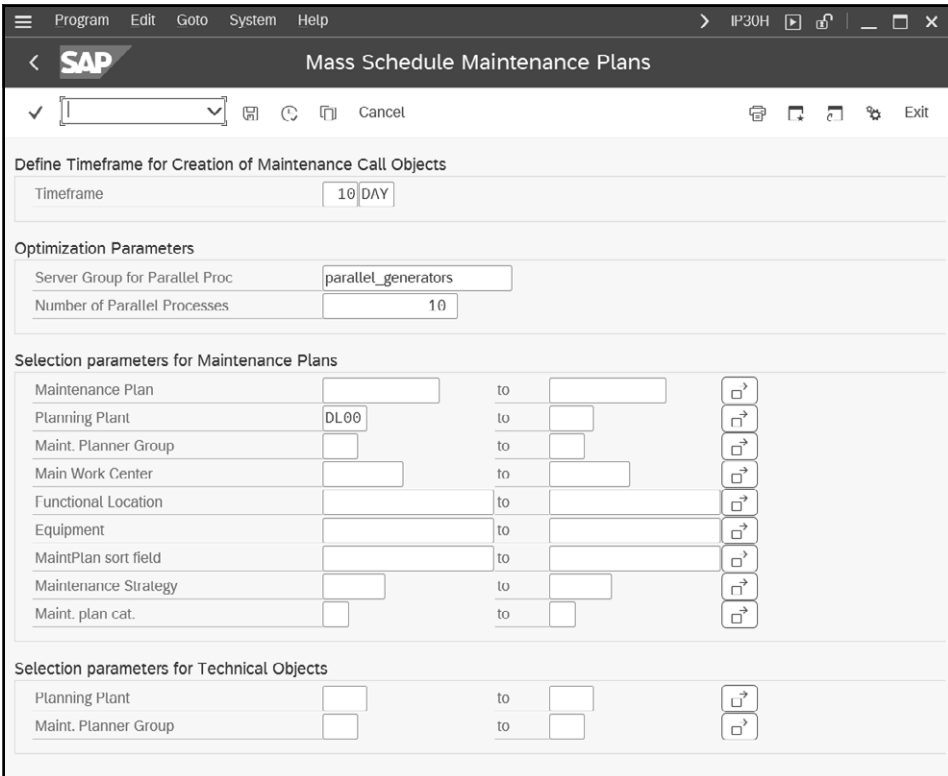 Program Edit Goto System Help IP30H
SAP Mass Schedule Maintenance Plans
Cancel Exit
Define Timeframe for Creation of Maintenance Call Objects
Timeframe 10 DAY
Optimization Parameters
Server Group for Parallel Proc parallel_generators
Number of Parallel Processes 10
Selection parameters for Maintenance Plans
Maintenance Plan to
Planning Plant DL00 to
Maint. Planner Group to
Main Work Center to
Functional Location to
Equipment to
MaintPlan sort field to
Maintenance Strategy to
Maint. plan cat. to
Selection parameters for Technical Objects
Planning Plant to
Maint. Planner Group to